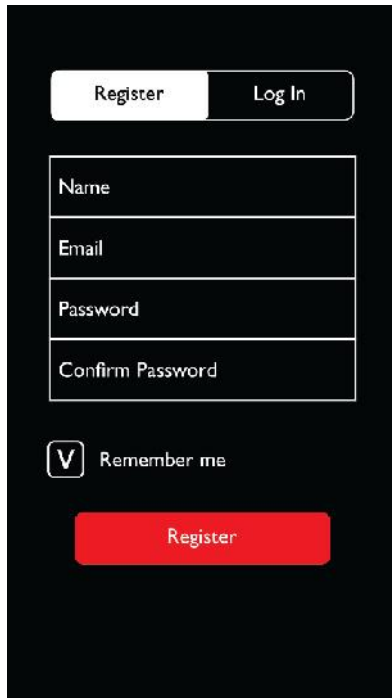 Register Log In
Name
Email
Password
Confirm Password
V Remember me
Register